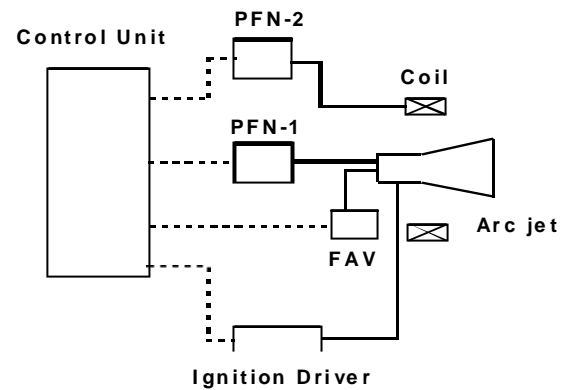 PFN-2
Control Unit
Coil
PFN-1
Arc jet
FAV
Ignition Driver